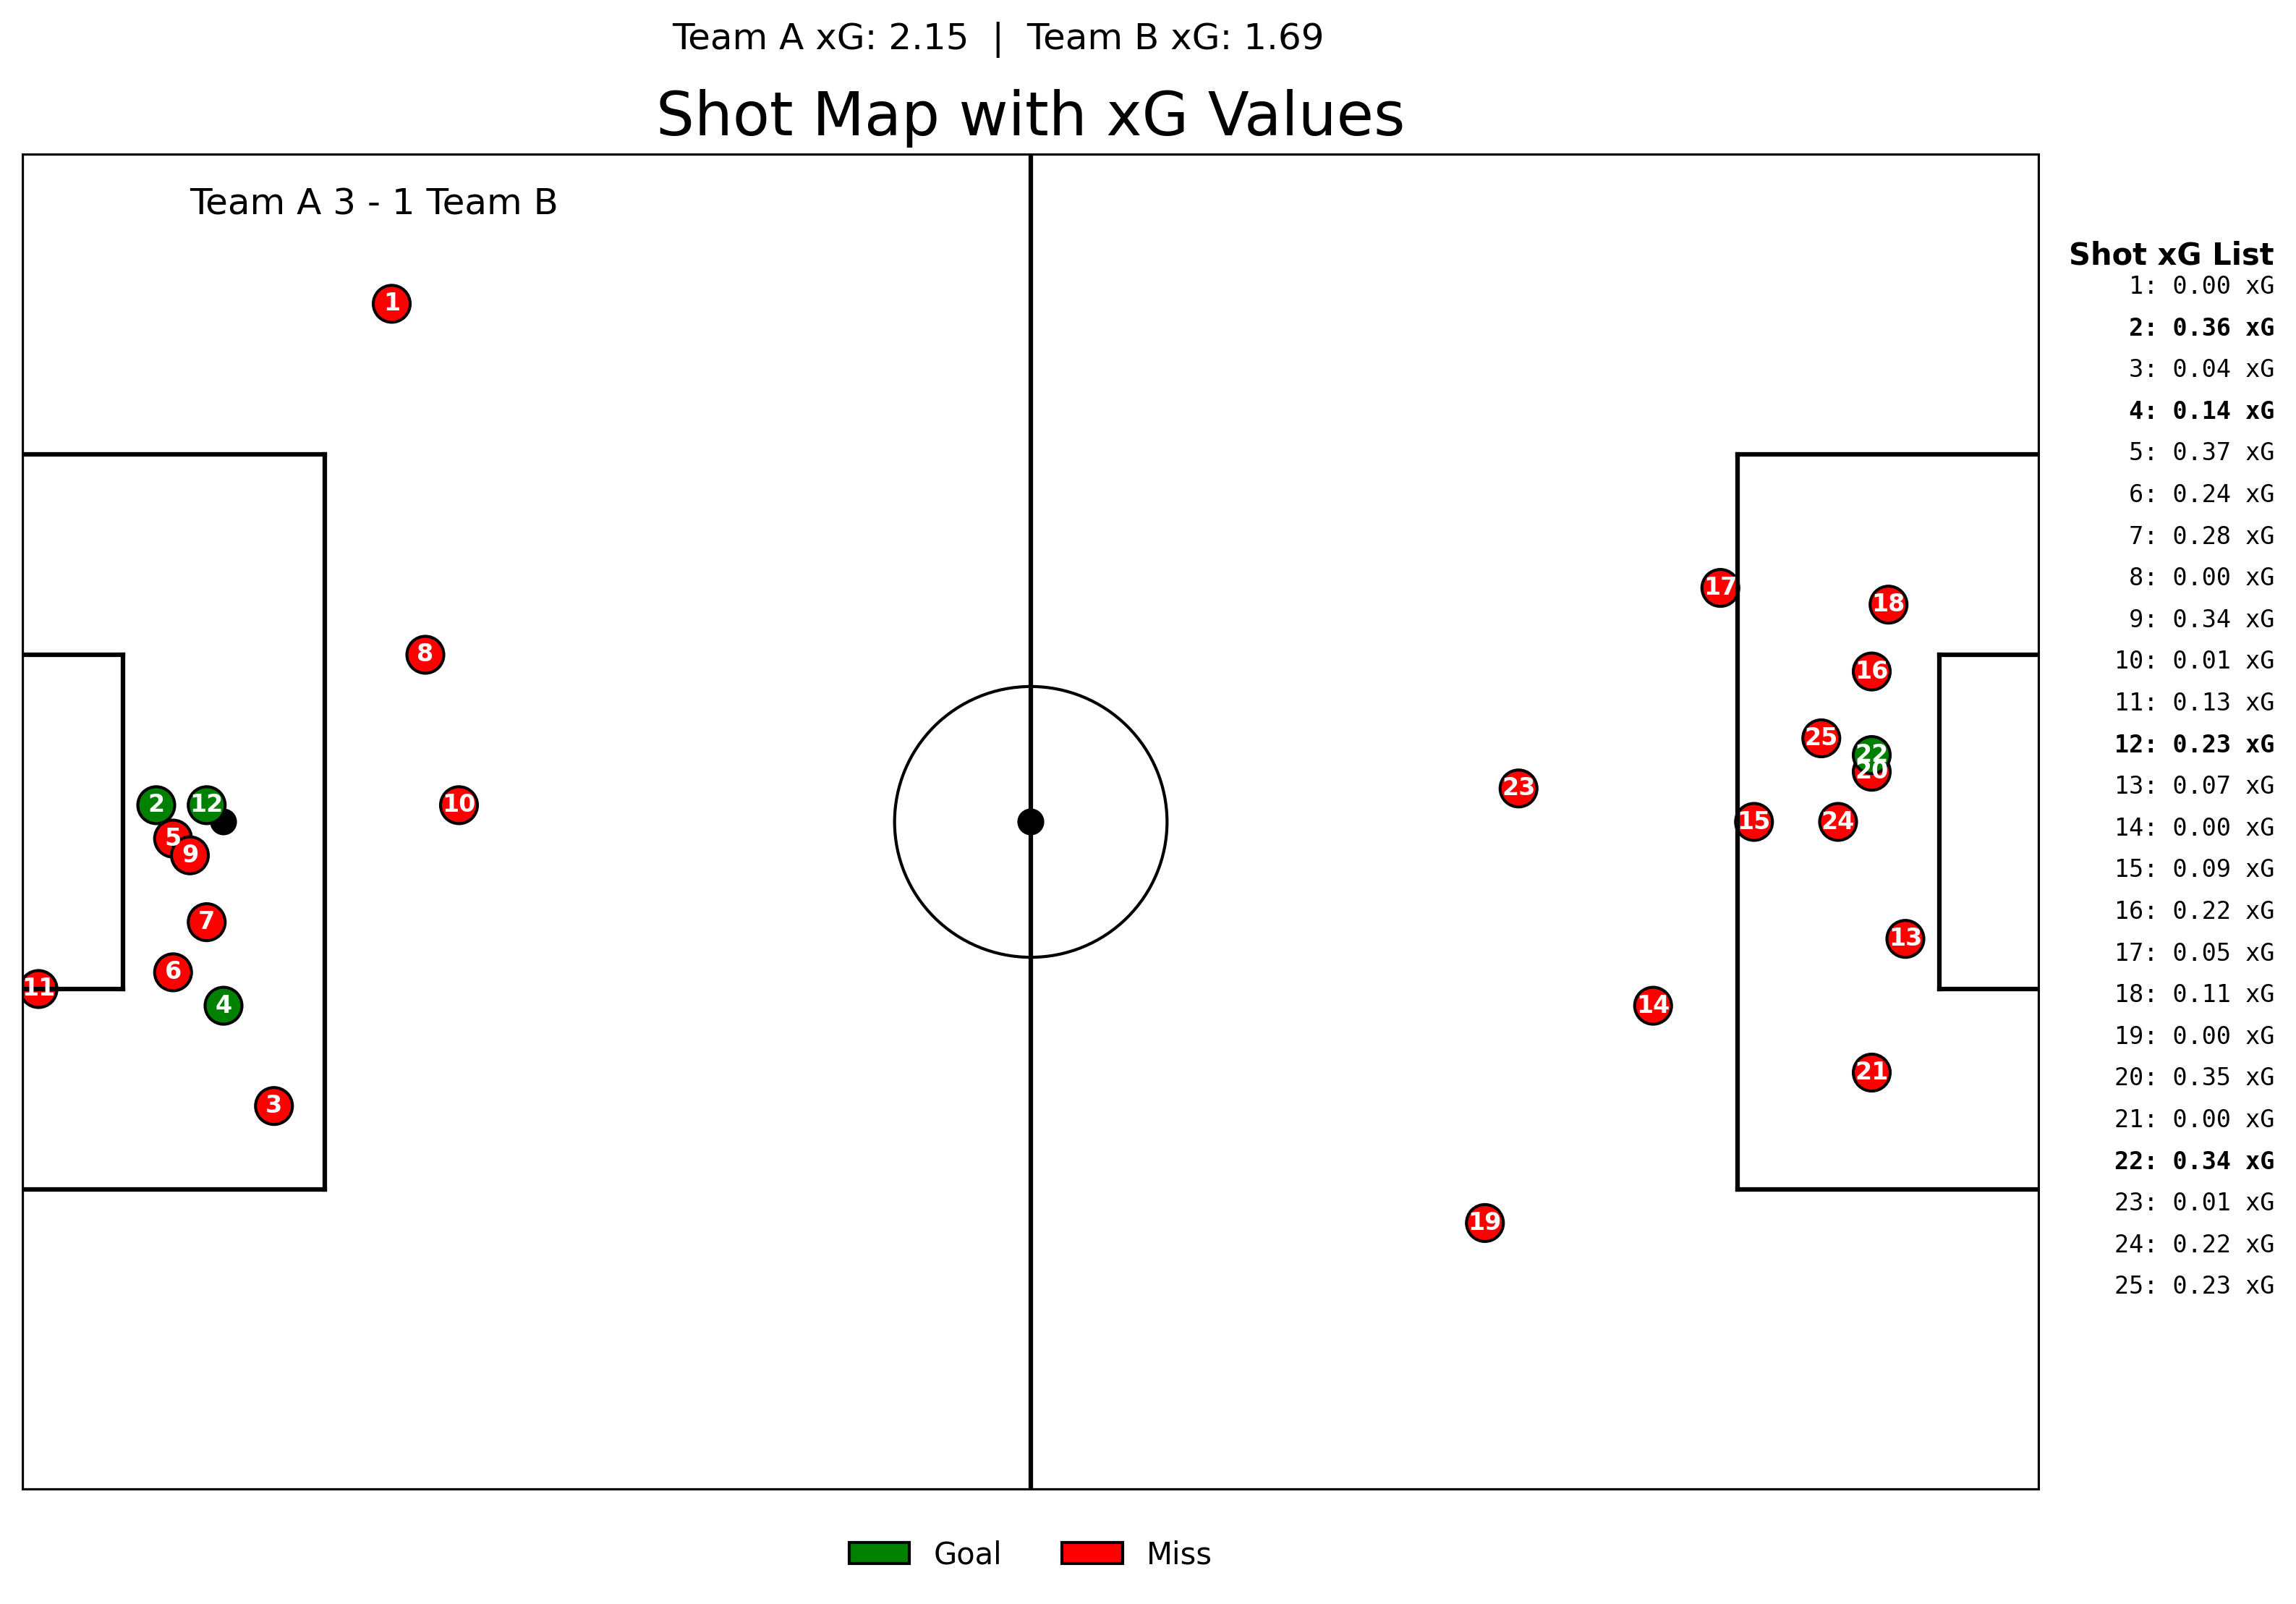 Team A xG: 2.15 | Team B xG: 1.69
Shot Map with xG Values
Team A 3 - 1 Team B
1
8
10
2
12
5
9
7
6
11
4
3
17
18
16
25
22
20
23
15
24
13
14
21
19
Shot xG List
1: 0.00 xG
2: 0.36 xG
3: 0.04 xG
4: 0.14 xG
5: 0.37 xG
6: 0.24 xG
7: 0.28 xG
8: 0.00 xG
9: 0.34 xG
10: 0.01 xG
11: 0.13 xG
12: 0.23 xG
13: 0.07 xG
14: 0.00 xG
15: 0.09 xG
16: 0.22 xG
17: 0.05 xG
18: 0.11 xG
19: 0.00 xG
20: 0.35 xG
21: 0.00 xG
22: 0.34 xG
23: 0.01 xG
24: 0.22 xG
25: 0.23 xG
Goal
Miss